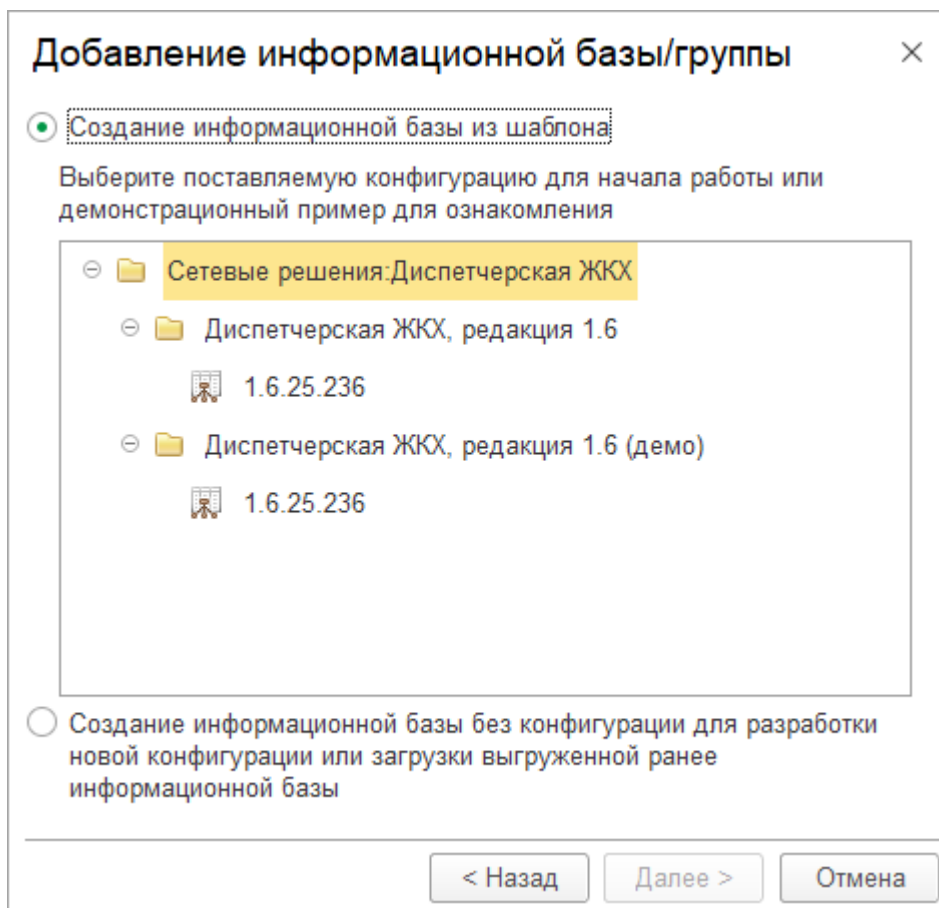 Добавление информационной базы/группы
Создание информационной базы из шаблона
Выберите поставляемую конфигурацию для начала работы или
демонстрационный пример для ознакомления
Сетевые решения:Диспетчерская ЖКХ
Диспетчерская ЖКХ, редакция 1.6
1.6.25.236
Диспетчерская ЖКХ, редакция 1.6 (демо)
1.6.25.236
Создание информационной базы без конфигурации для разработки
новой конфигурации или загрузки выгруженной ранее
информационной базы
< Назад
Далее >
Отмена